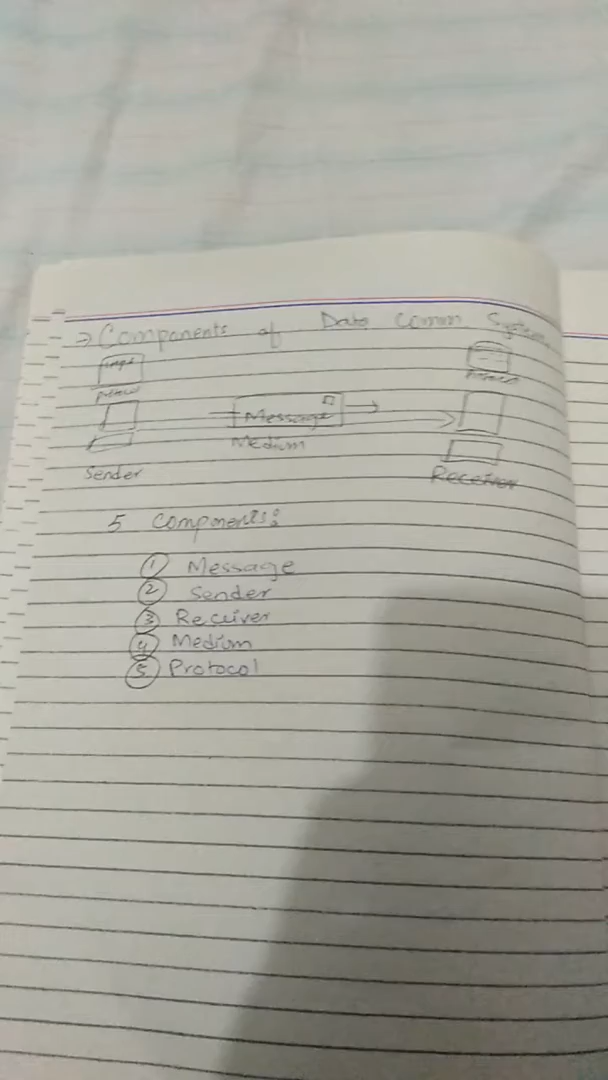 → Components of Data Comm System
Message
Medium
Sender
Receiver
5 Components:
① Message
② Sender
③ Receiver
④ Medium
⑤ Protocol